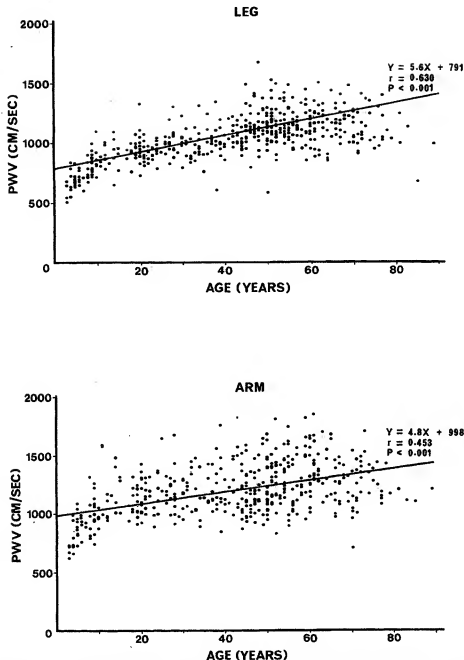 LEG
2000
1500
1000
500
0
PWV (CM/SEC)
Y = 5.6X + 791
r = 0.630
P < 0.001
20 40 60 80
AGE (YEARS)
ARM
2000
1500
1000
500
0
PWV (CM/SEC)
Y = 4.8X + 998
r = 0.453
P < 0.001
20 40 60 80
AGE (YEARS)